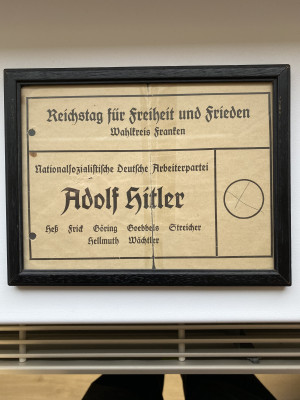 Reichstag für Freiheit und Frieden
Wahlkreis Franken
Nationalsozialistische Deutsche Arbeiterpartei
Adolf Hitler
Heß Frick Göring Goebbels Streicher
Hellmuth Wächtler